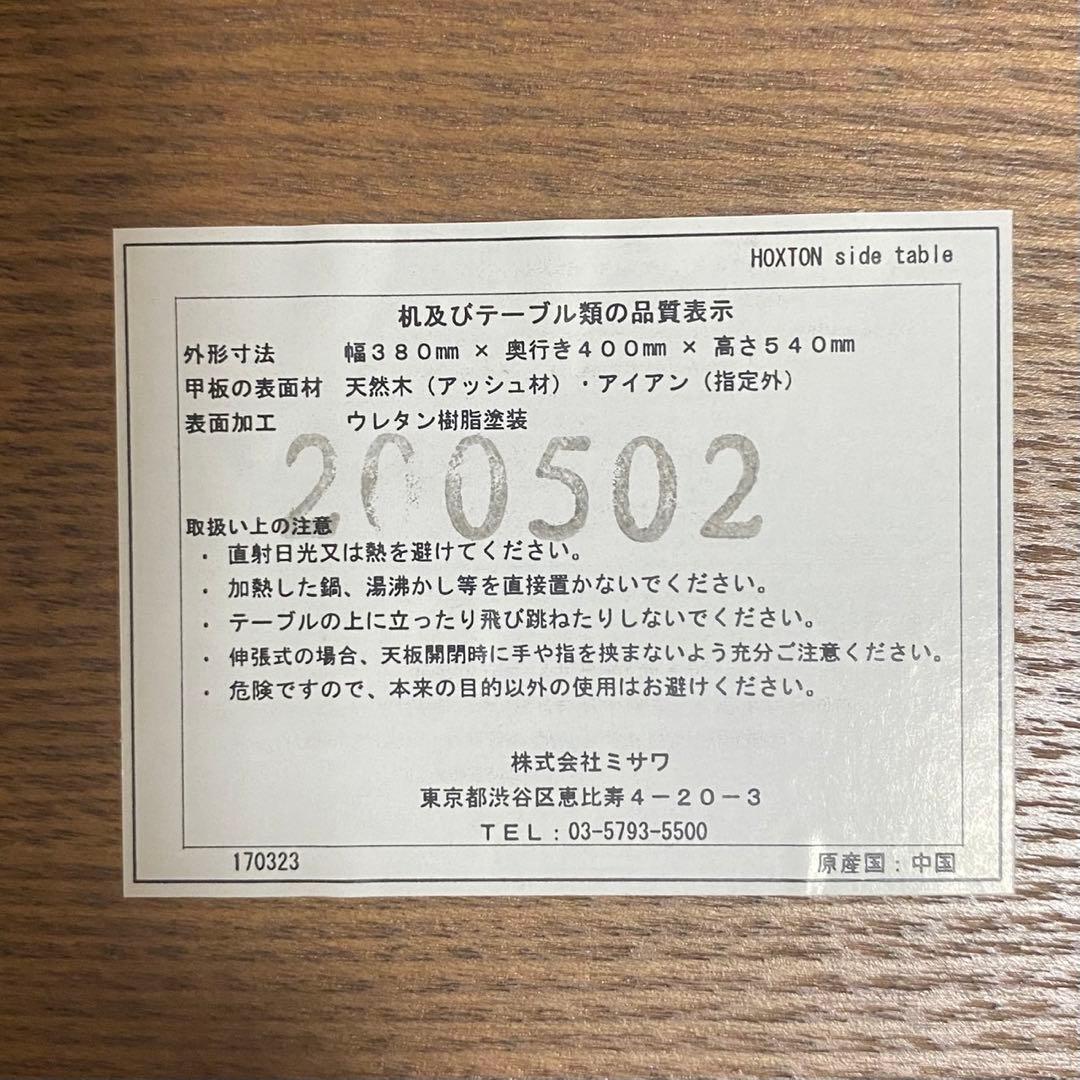 HOXTON side table
机及びテーブル類の品質表示
外形寸法 幅380mm × 奥行き400mm × 高さ540mm
甲板の表面材 天然木（アッシュ材）・アイアン（指定外）
表面加工 ウレタン樹脂塗装
200502
取扱い上の注意
・ 直射日光又は熱を避けてください。
・ 加熱した鍋、湯沸かし等を直接置かないでください。
・ テーブルの上に立ったり飛び跳ねたりしないでください。
・ 伸張式の場合、天板開閉時に手や指を挟まないよう充分ご注意ください。
・ 危険ですので、本来の目的以外の使用はお避けください。
株式会社ミサワ
東京都渋谷区恵比寿４－２０－３
ＴＥＬ：03-5793-5500
170323 原産国：中国